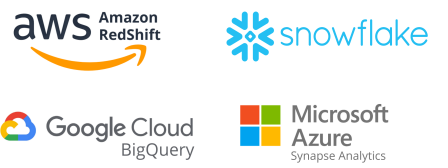 aws Amazon
RedShift
snowflake
Google Cloud
BigQuery
Microsoft
Azure
Synapse Analytics